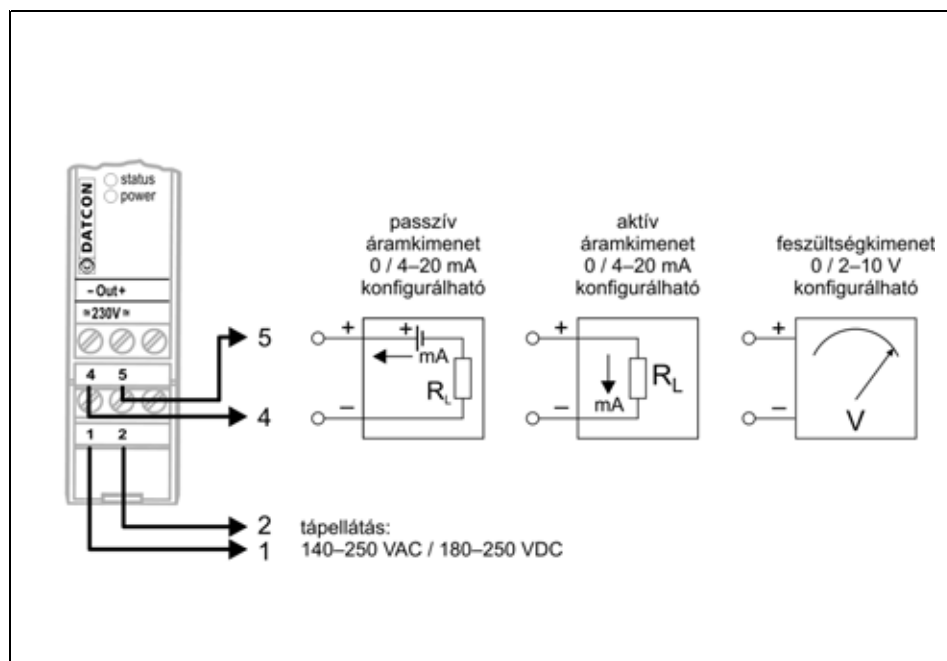 status
power
DATCON
– Out+
≂230V≂
4 5
1 2
5
4
2
1
passzív
áramkimenet
0 / 4–20 mA
konfigurálható
+
+
mA
R_L
–
aktív
áramkimenet
0 / 4–20 mA
konfigurálható
+
R_L
mA
–
feszültségkimenet
0 / 2–10 V
konfigurálható
+
–
V
tápellátás:
140–250 VAC / 180–250 VDC